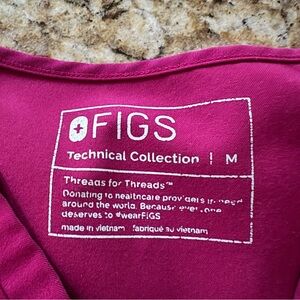 FIGS
Technical Collection | M
Threads for Threads™
Donating to healthcare providers in need
around the world. Because everyone
deserves to #wearFIGS
made in vietnam fabriqué au vietnam